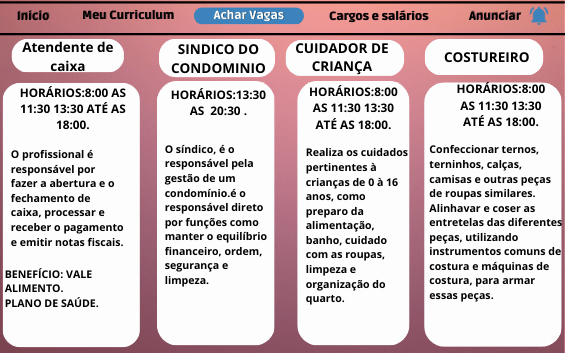 Início Meu Curriculum Achar Vagas Cargos e salários Anunciar
Atendente de
caixa
HORÁRIOS:8:00 AS
11:30 13:30 ATÉ AS
18:00.
O profissional é
responsável por
fazer a abertura e o
fechamento de
caixa, processar e
receber o pagamento
e emitir notas fiscais.
BENEFÍCIO: VALE
ALIMENTO.
PLANO DE SAÚDE.
SINDICO DO
CONDOMINIO
HORÁRIOS:13:30
AS 20:30 .
O síndico, é o
responsável pela
gestão de um
condomínio.é o
responsável direto
por funções como
manter o equilíbrio
financeiro, ordem,
segurança e
limpeza.
CUIDADOR DE
CRIANÇA
HORÁRIOS:8:00
AS 11:30 13:30
ATÉ AS 18:00.
Realiza os cuidados
pertinentes à
crianças de 0 à 16
anos, como
preparo da
alimentação,
banho, cuidado
com as roupas,
limpeza e
organização do
quarto.
COSTUREIRO
HORÁRIOS:8:00
AS 11:30 13:30
ATÉ AS 18:00.
Confeccionar ternos,
terninhos, calças,
camisas e outras peças
de roupas similares.
Alinhavar e coser as
entretelas das diferentes
peças, utilizando
instrumentos comuns de
costura e máquinas de
costura, para armar
essas peças.